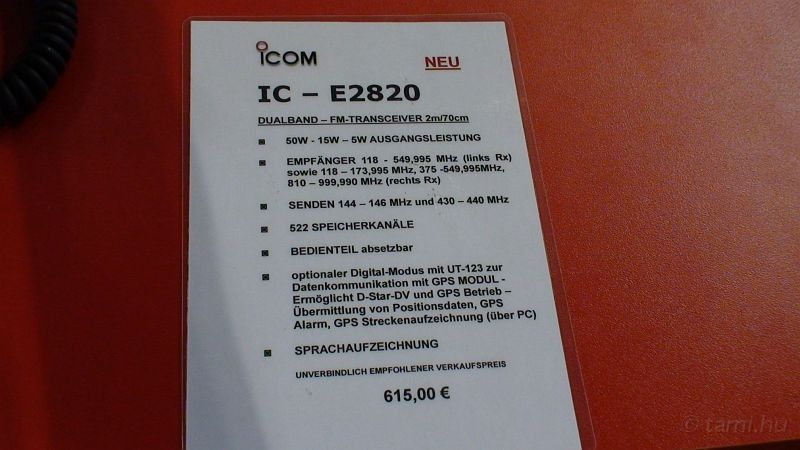 ICOM
NEU
IC – E2820
DUALBAND – FM-TRANSCEIVER 2m/70cm
50W - 15W – 5W AUSGANGSLEISTUNG
EMPFÄNGER 118 - 549,995 MHz (links Rx)
sowie 118 – 173,995 MHz, 375 -549,995MHz,
810 – 999,990 MHz (rechts Rx)
SENDEN 144 – 146 MHz und 430 – 440 MHz
522 SPEICHERKANÄLE
BEDIENTEIL absetzbar
optionaler Digital-Modus mit UT-123 zur
Datenkommunikation mit GPS MODUL -
Ermöglicht D-Star-DV und GPS Betrieb –
Übermittlung von Positionsdaten, GPS
Alarm, GPS Streckenaufzeichnung (über PC)
SPRACHAUFZEICHNUNG
UNVERBINDLICH EMPFOHLENER VERKAUFSPREIS
615,00 €
© tami.hu